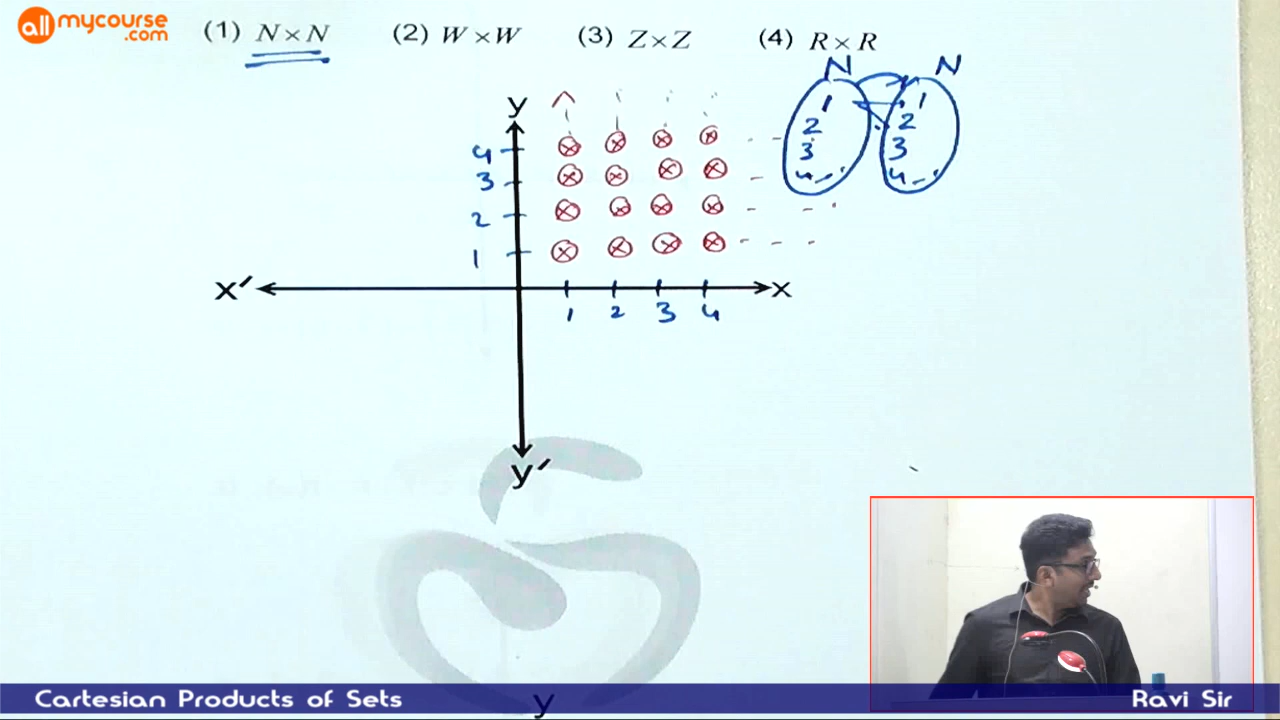 allmycourse.com
(1) N×N (2) W×W (3) Z×Z (4) R×R
N N
y
1 1
2 2
3 3
4 4
4
3
2
1
x′ x
1 2 3 4
y′
y
Cartesian Products of Sets Ravi Sir